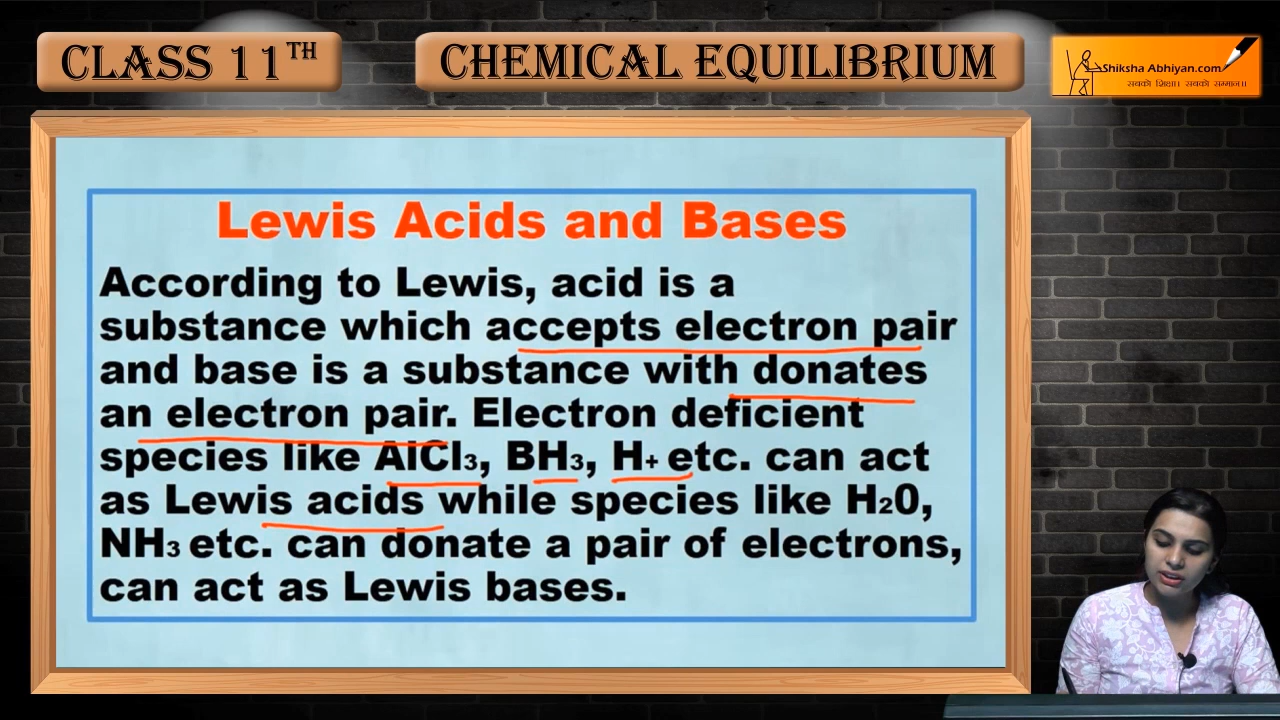 CLASS 11TH
CHEMICAL EQUILIBRIUM
Shiksha Abhiyan.com
सबको शिक्षा। सबको सम्मान।।
Lewis Acids and Bases
According to Lewis, acid is a
substance which accepts electron pair
and base is a substance with donates
an electron pair. Electron deficient
species like AlCl3, BH3, H+ etc. can act
as Lewis acids while species like H20,
NH3 etc. can donate a pair of electrons,
can act as Lewis bases.